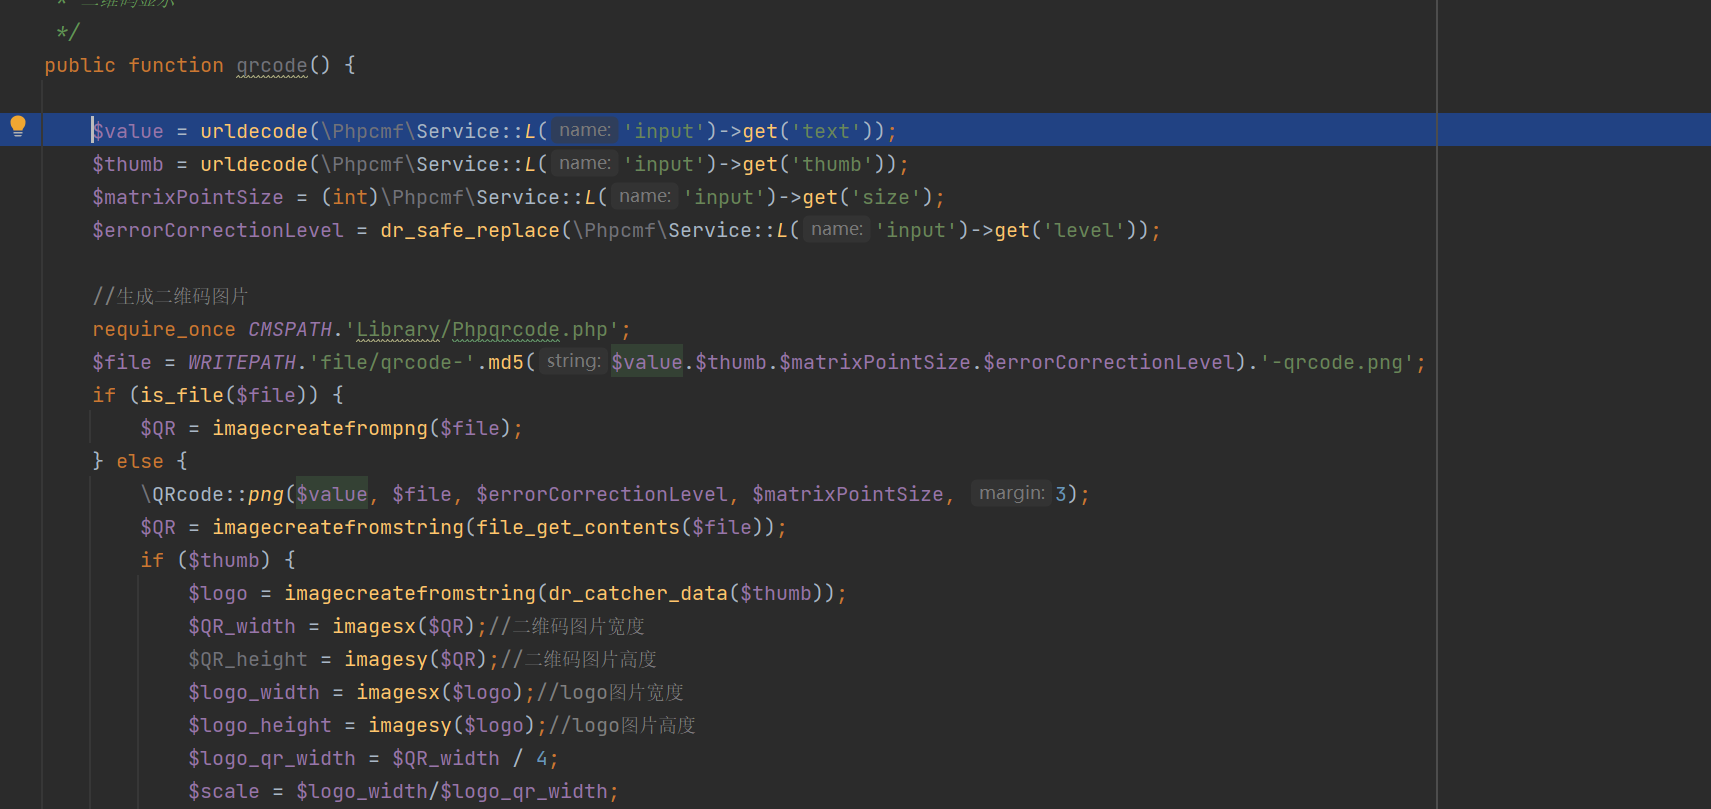 * 二维码显示
*/
public function qrcode() {
$value = urldecode(\Phpcmf\Service::L( name: 'input')->get('text'));
$thumb = urldecode(\Phpcmf\Service::L( name: 'input')->get('thumb'));
$matrixPointSize = (int)\Phpcmf\Service::L( name: 'input')->get('size');
$errorCorrectionLevel = dr_safe_replace(\Phpcmf\Service::L( name: 'input')->get('level'));
//生成二维码图片
require_once CMSPATH.'Library/Phpqrcode.php';
$file = WRITEPATH.'file/qrcode-'.md5( string: $value.$thumb.$matrixPointSize.$errorCorrectionLevel).'-qrcode.png';
if (is_file($file)) {
$QR = imagecreatefrompng($file);
} else {
\QRcode::png($value, $file, $errorCorrectionLevel, $matrixPointSize, margin: 3);
$QR = imagecreatefromstring(file_get_contents($file));
if ($thumb) {
$logo = imagecreatefromstring(dr_catcher_data($thumb));
$QR_width = imagesx($QR);//二维码图片宽度
$QR_height = imagesy($QR);//二维码图片高度
$logo_width = imagesx($logo);//logo图片宽度
$logo_height = imagesy($logo);//logo图片高度
$logo_qr_width = $QR_width / 4;
$scale = $logo_width/$logo_qr_width;